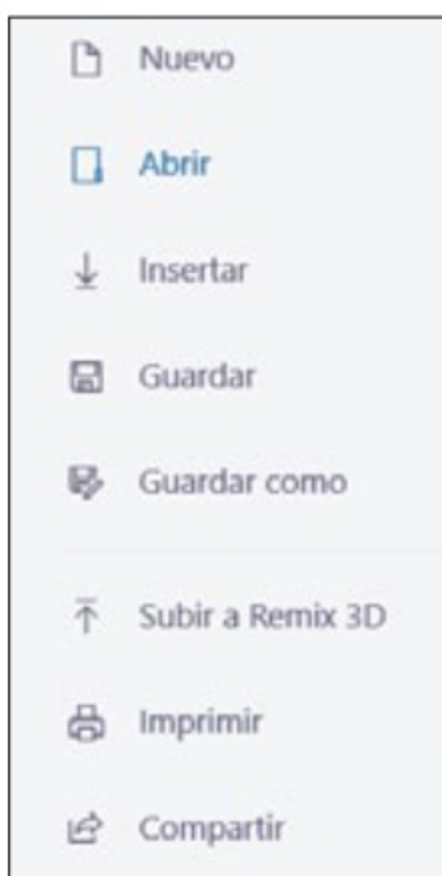 Nuevo
Abrir
Insertar
Guardar
Guardar como
Subir a Remix 3D
Imprimir
Compartir